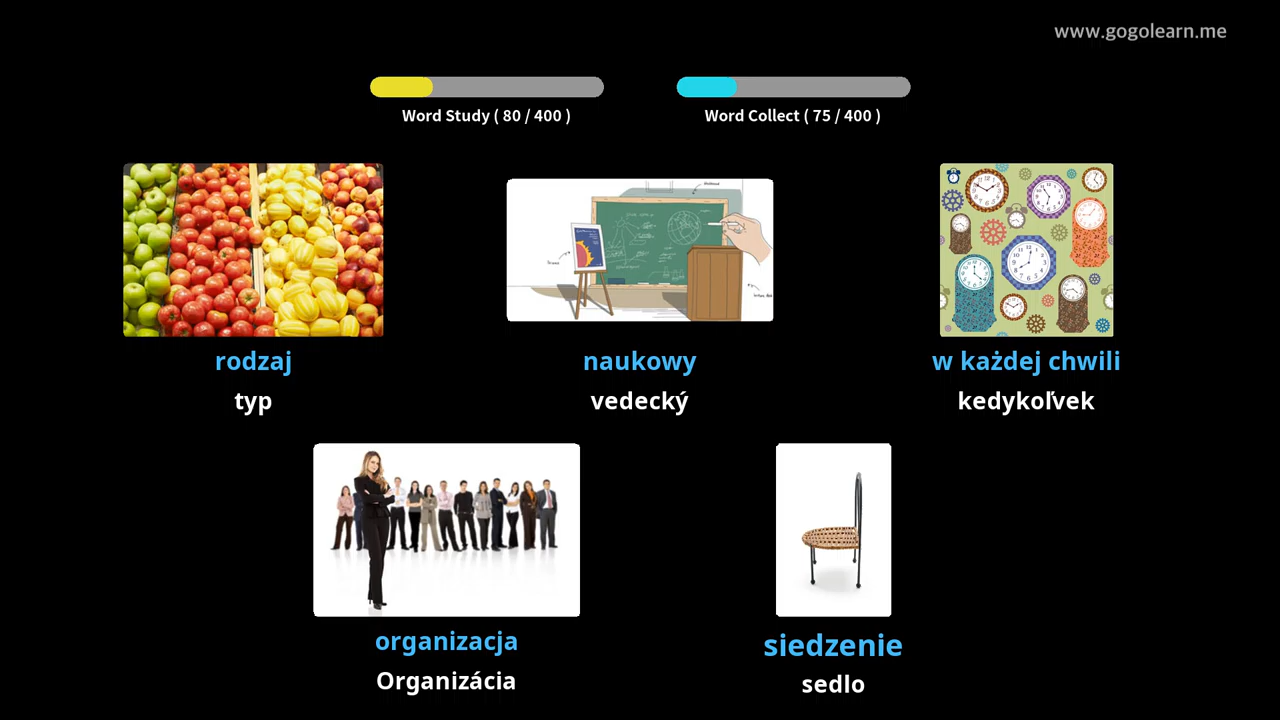 www.gogolearn.me
Word Study ( 80 / 400 )
Word Collect ( 75 / 400 )
rodzaj
typ
naukowy
vedecký
w każdej chwili
kedykoľvek
organizacja
Organizácia
siedzenie
sedlo